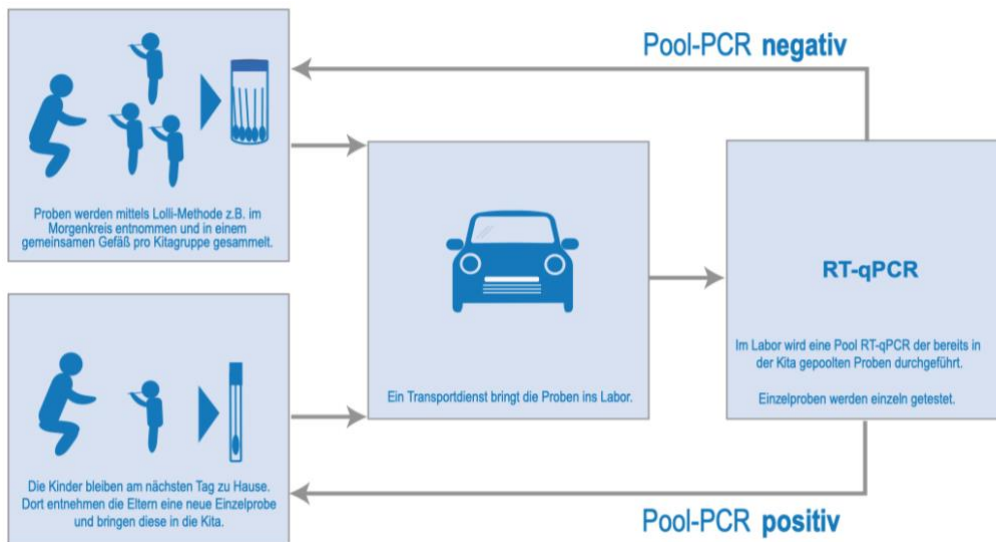 Pool-PCR negativ
Proben werden mittels Lolli-Methode z.B. im
Morgenkreis entnommen und in einem
gemeinsamen Gefäß pro Kitagruppe gesammelt.
Ein Transportdienst bringt die Proben ins Labor.
RT-qPCR
Im Labor wird eine Pool RT-qPCR der bereits in
der Kita gepoolten Proben durchgeführt.
Einzelproben werden einzeln getestet.
Die Kinder bleiben am nächsten Tag zu Hause.
Dort entnehmen die Eltern eine neue Einzelprobe
und bringen diese in die Kita.
Pool-PCR positiv